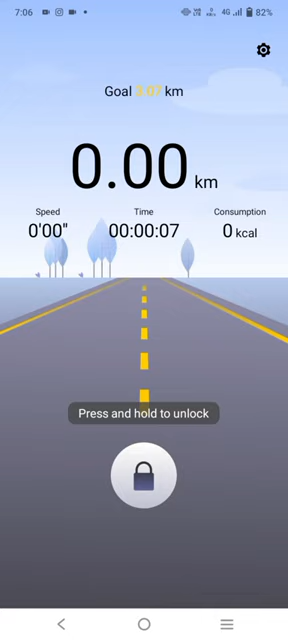 7:06
4G 82%
Goal km
0.00 km
Speed Time Consumption
0'00" 00:00:07 0 kcal
Press and hold to unlock